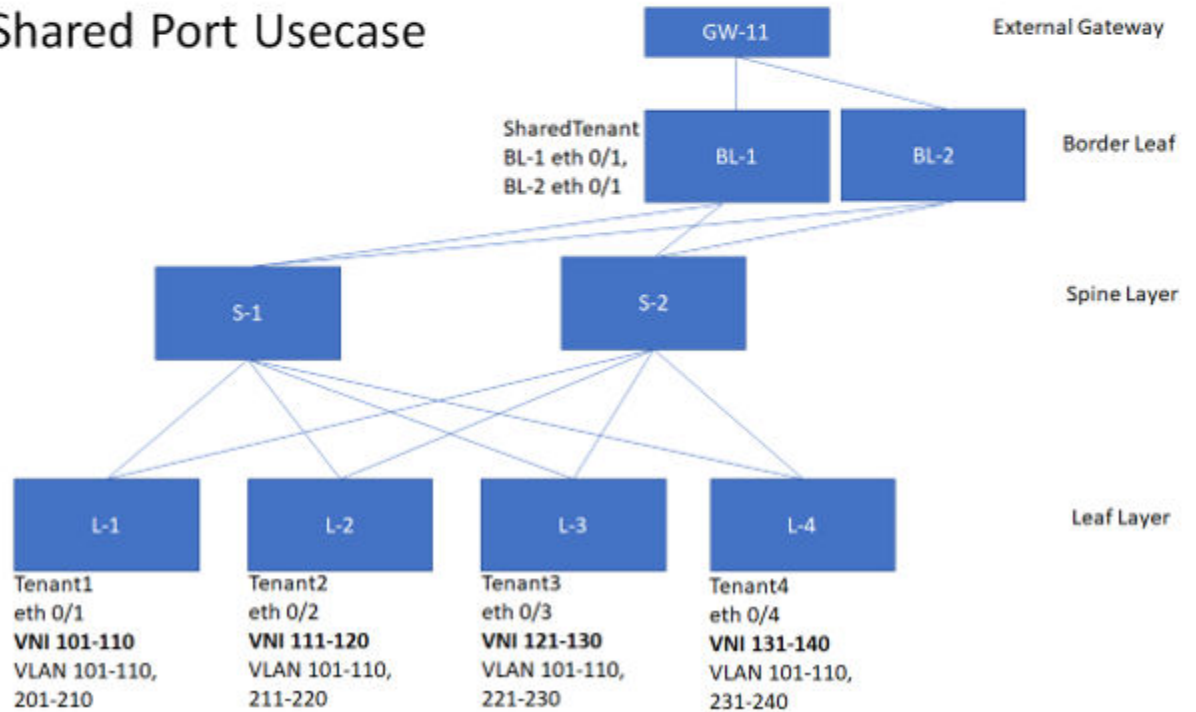 Shared Port Usecase
GW-11
External Gateway
SharedTenant
BL-1 eth 0/1,
BL-2 eth 0/1
BL-1
BL-2
Border Leaf
S-1
S-2
Spine Layer
L-1
L-2
L-3
L-4
Leaf Layer
Tenant1
eth 0/1
VNI 101-110
VLAN 101-110,
201-210
Tenant2
eth 0/2
VNI 111-120
VLAN 101-110,
211-220
Tenant3
eth 0/3
VNI 121-130
VLAN 101-110,
221-230
Tenant4
eth 0/4
VNI 131-140
VLAN 101-110,
231-240